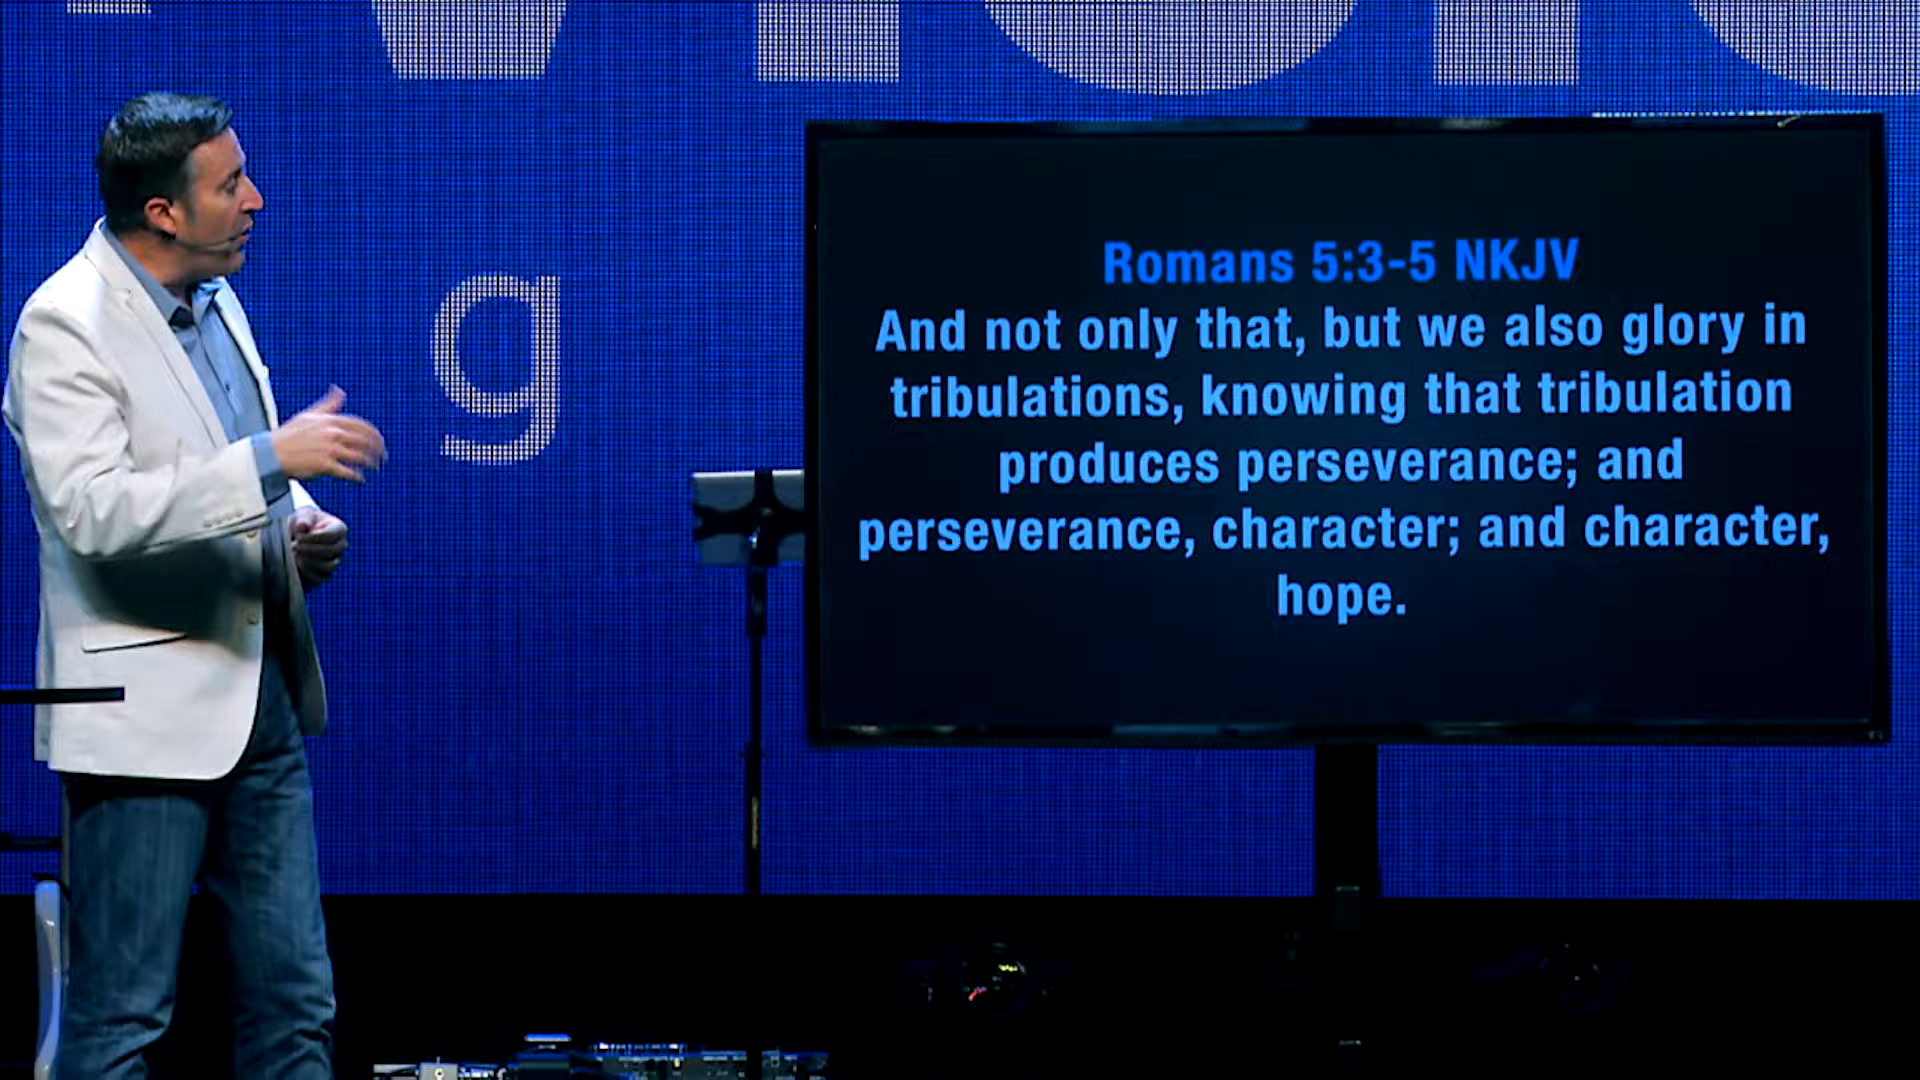 g
Romans 5:3-5 NKJV
And not only that, but we also glory in
tribulations, knowing that tribulation
produces perseverance; and
perseverance, character; and character,
hope.